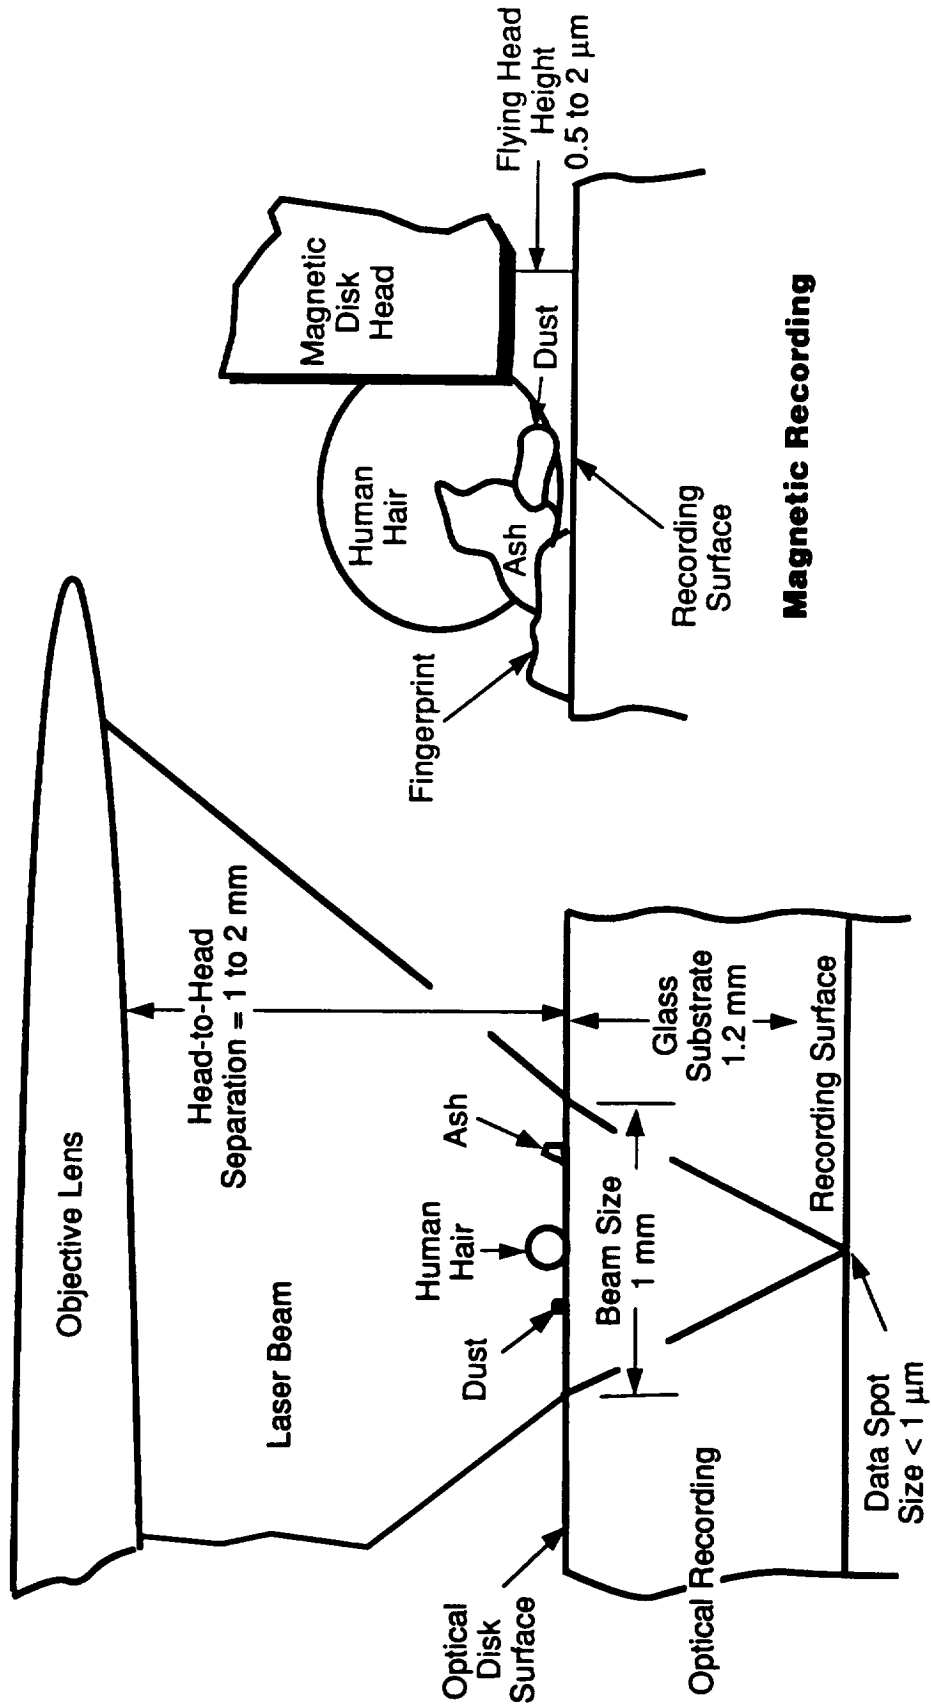 Objective Lens
Head-to-Head
Separation = 1 to 2 mm
Laser Beam
Dust
Human
Hair
Ash
Optical
Disk
Surface
Beam Size
1 mm
Glass
Substrate
1.2 mm
Optical Recording
Recording Surface
Data Spot
Size < 1 µm
Magnetic
Disk
Head
Human
Hair
Fingerprint
Ash
Dust
Flying Head
Height
0.5 to 2 µm
Recording
Surface
Magnetic Recording